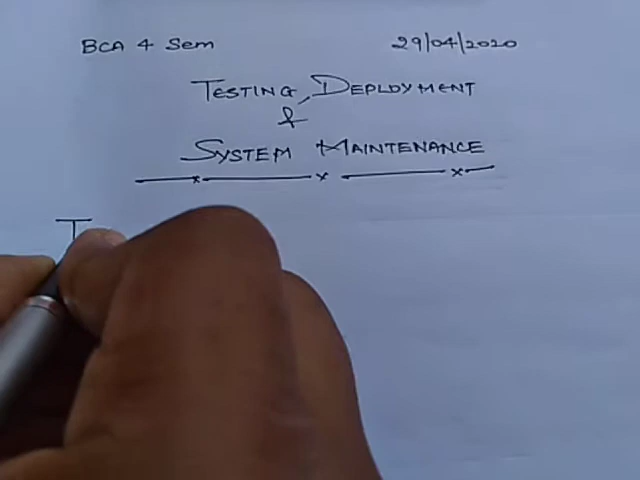 BCA 4 Sem 29/04/2020
TESTING, DEPLOYMENT
&
SYSTEM MAINTENANCE
T